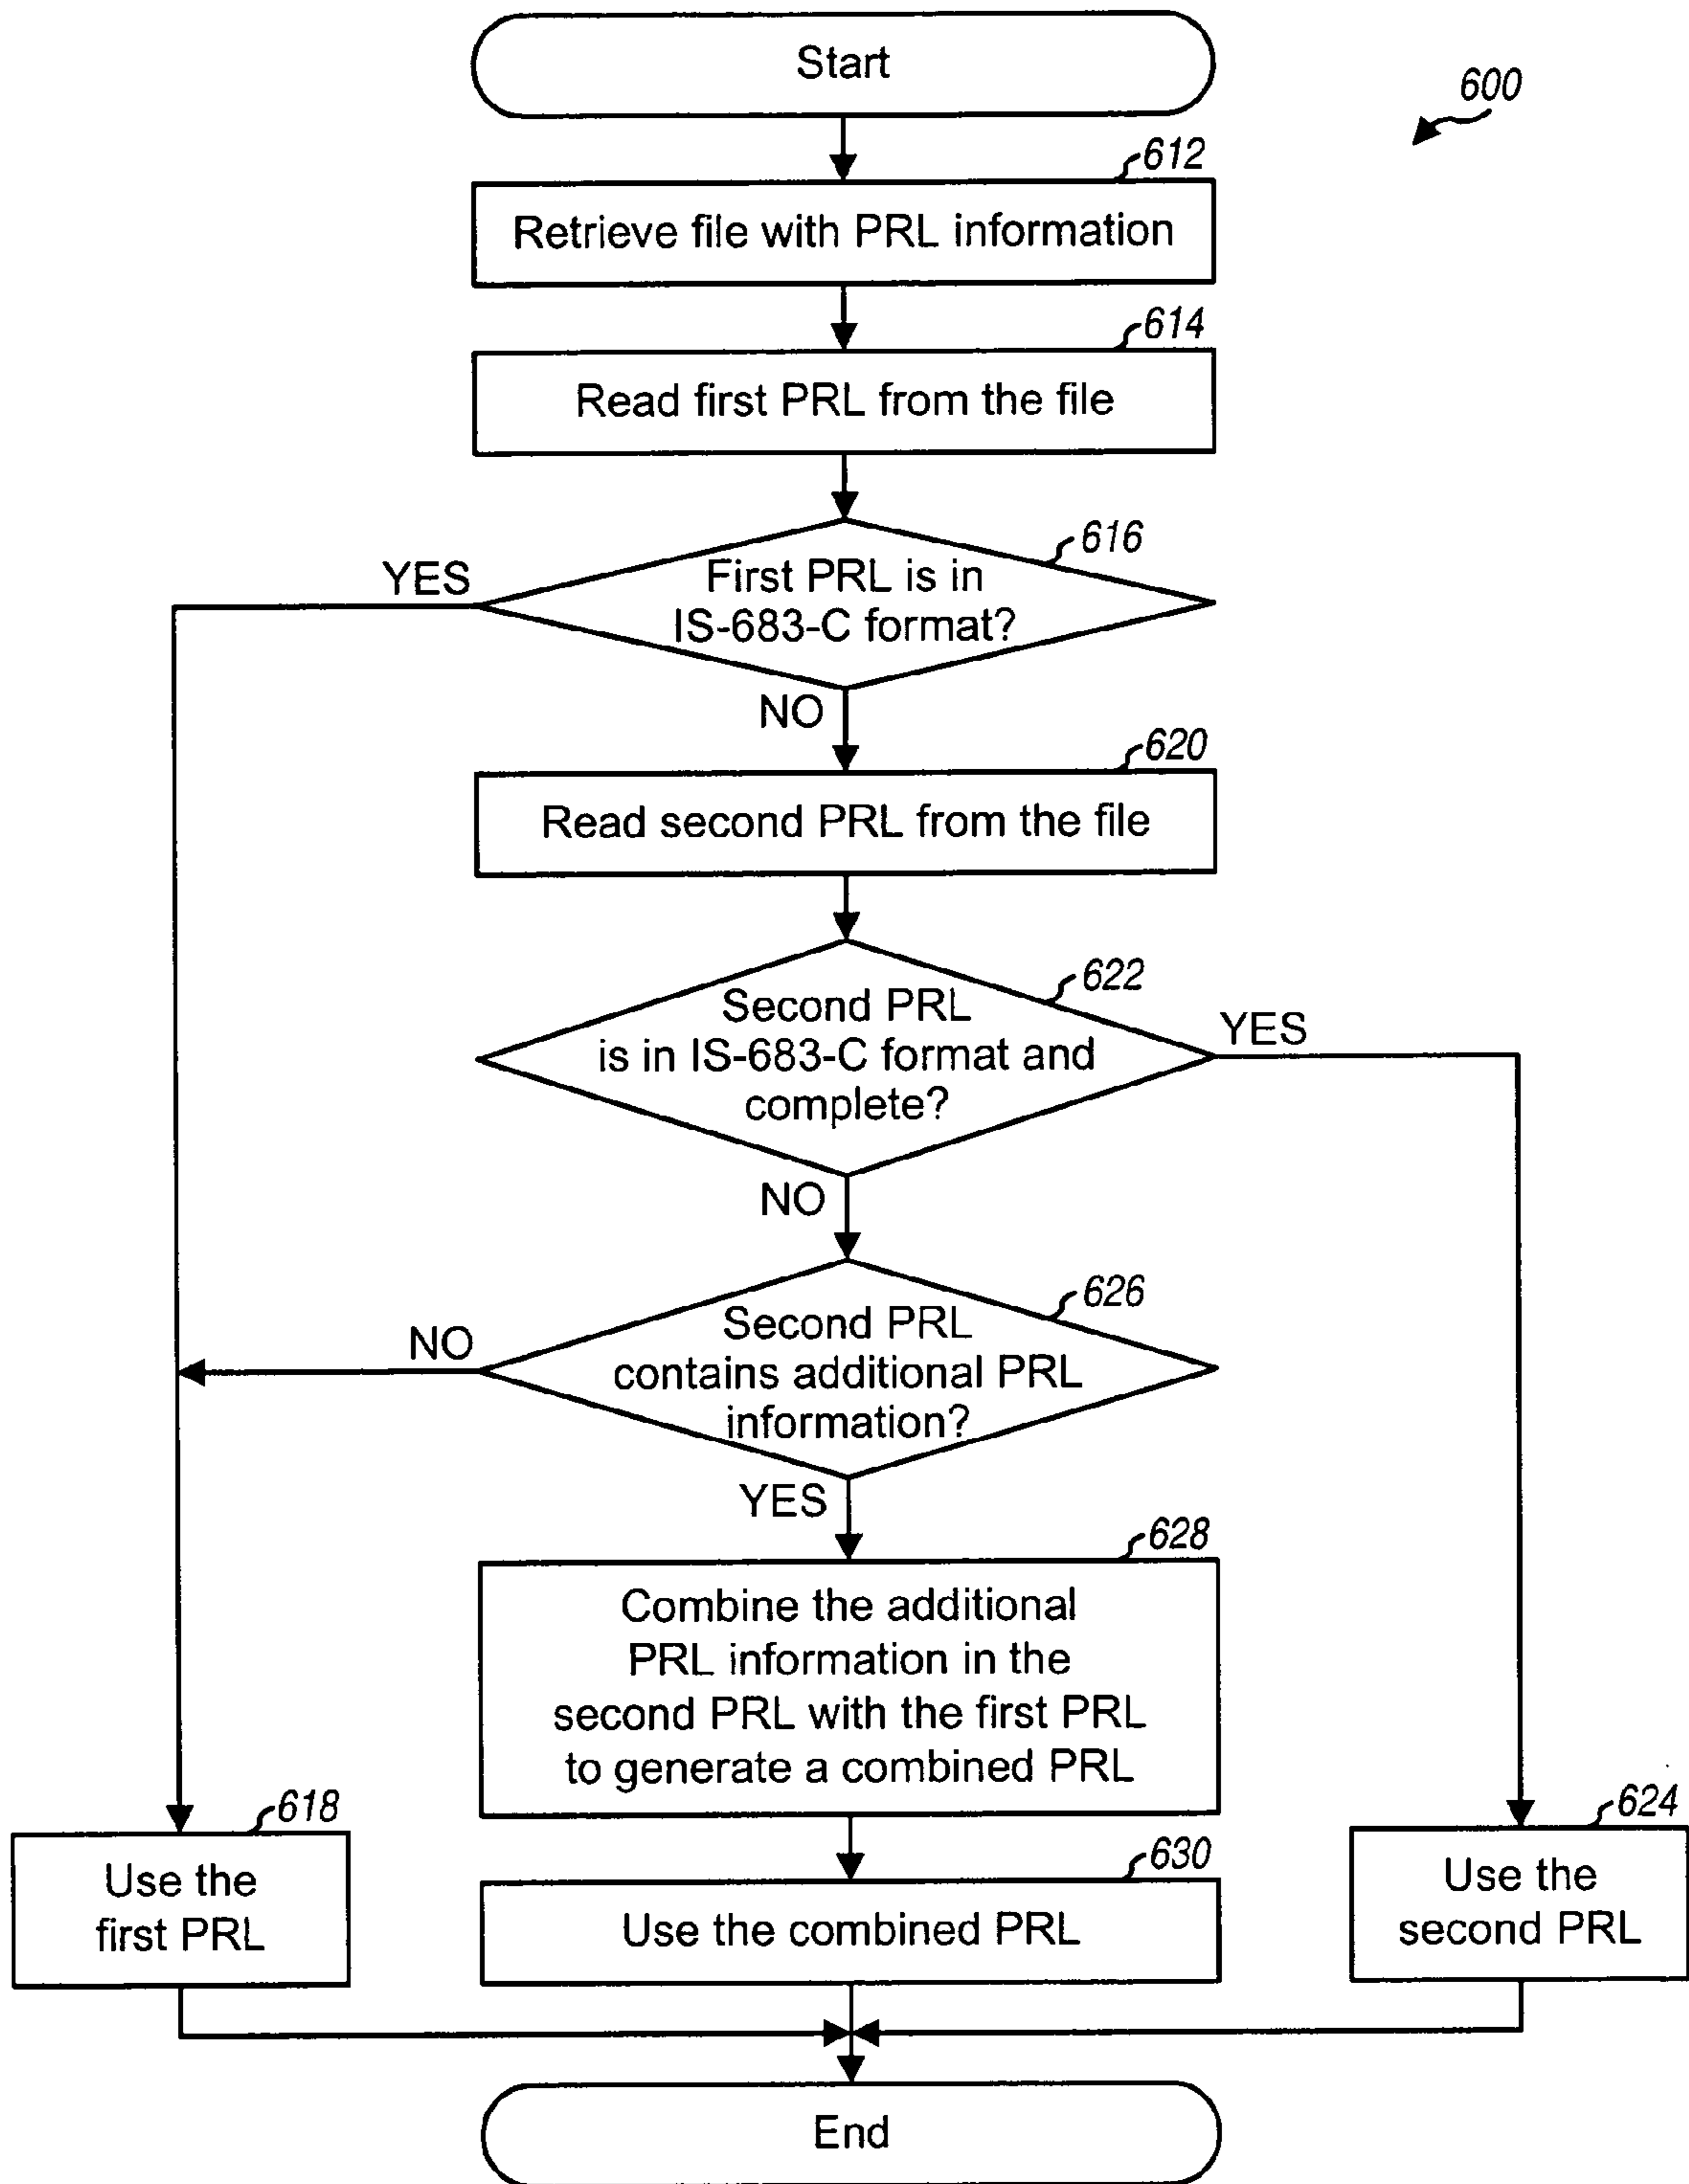 Start
600
612
Retrieve file with PRL information
614
Read first PRL from the file
616
YES
First PRL is in
IS-683-C format?
NO
620
Read second PRL from the file
622
Second PRL
is in IS-683-C format and
complete?
YES
NO
626
Second PRL
contains additional PRL
information?
NO
YES
628
Combine the additional
PRL information in the
second PRL with the first PRL
to generate a combined PRL
618
Use the
first PRL
630
Use the combined PRL
624
Use the
second PRL
End